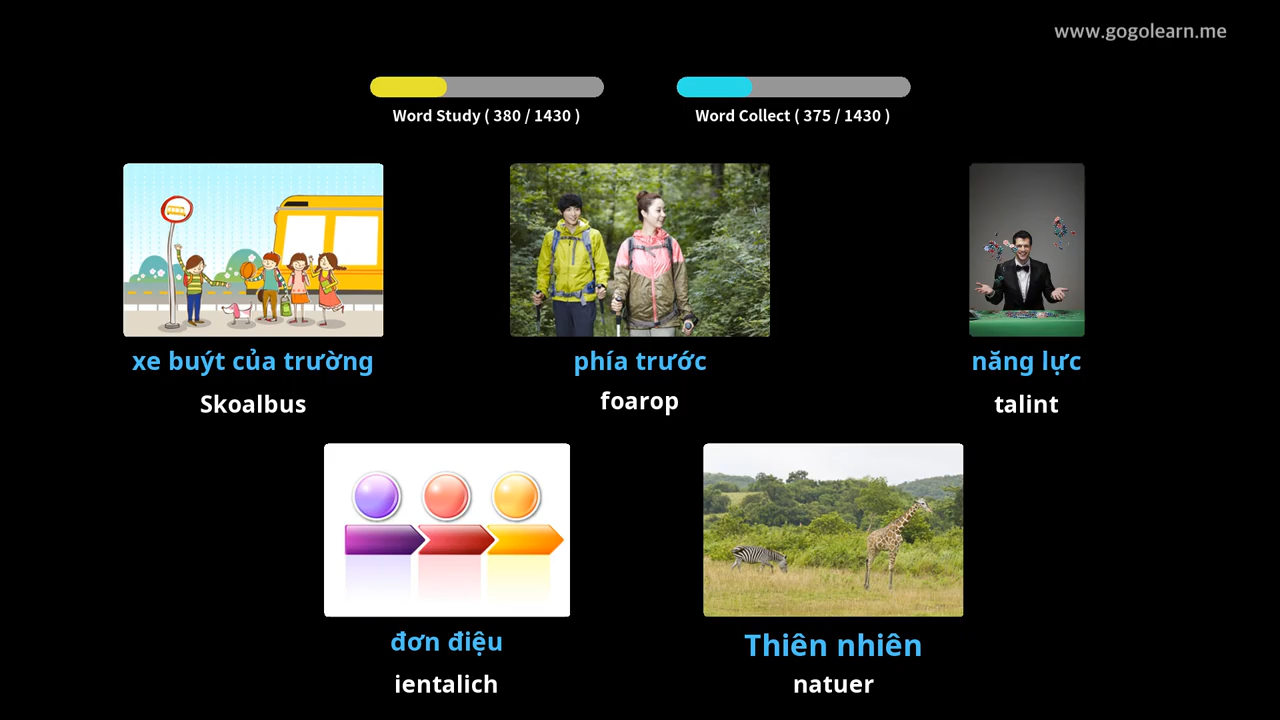 www.gogolearn.me
Word Study ( 380 / 1430 )
Word Collect ( 375 / 1430 )
xe buýt của trường
Skoalbus
phía trước
foarop
năng lực
talint
đơn điệu
ientalich
Thiên nhiên
natuer